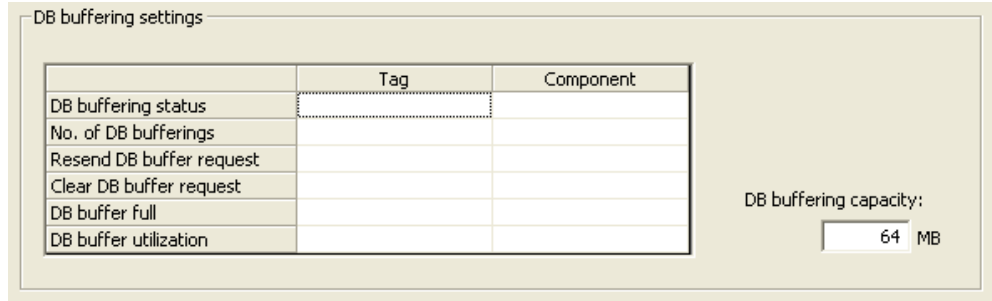 DB buffering settings
Tag Component
DB buffering status
No. of DB bufferings
Resend DB buffer request
Clear DB buffer request
DB buffer full
DB buffer utilization
DB buffering capacity:
64 MB